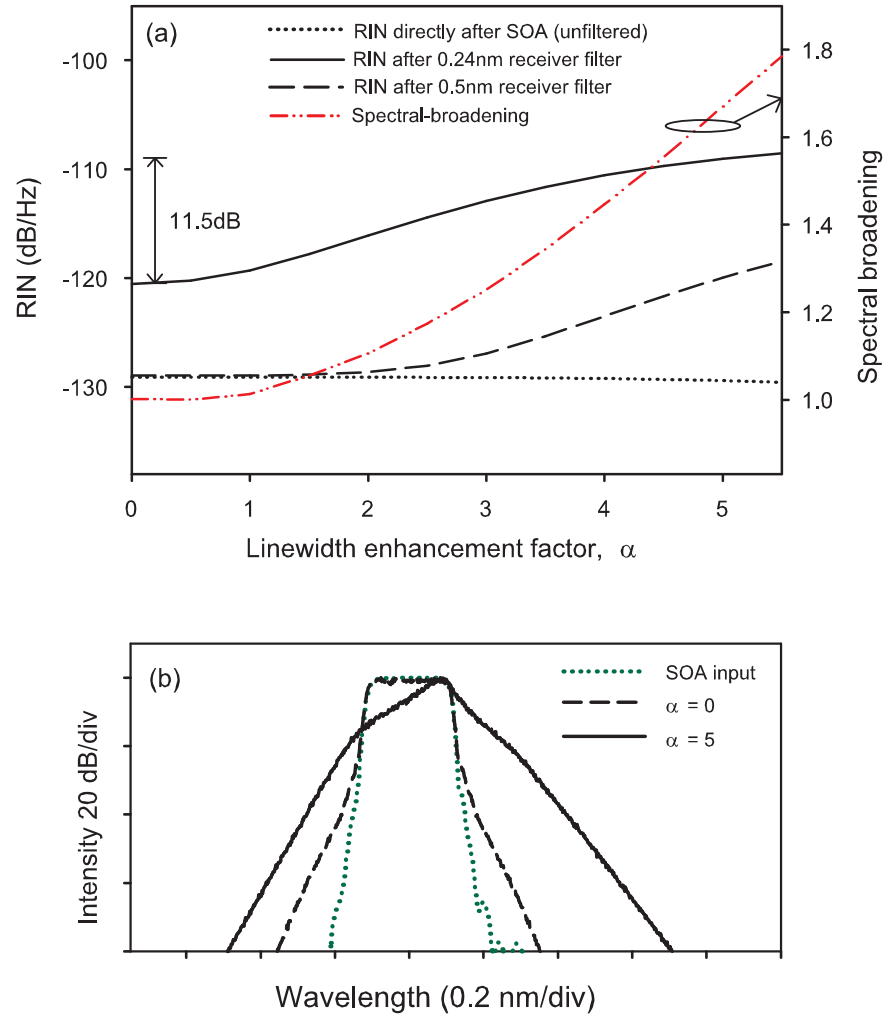 (a)
RIN directly after SOA (unfiltered)
RIN after 0.24nm receiver filter
RIN after 0.5nm receiver filter
Spectral-broadening
-100
-110
-120
-130
RIN (dB/Hz)
11.5dB
1.8
1.6
1.4
1.2
1.0
Spectral broadening
0 1 2 3 4 5
Linewidth enhancement factor, α
(b)
SOA input
α = 0
α = 5
Intensity 20 dB/div
Wavelength (0.2 nm/div)